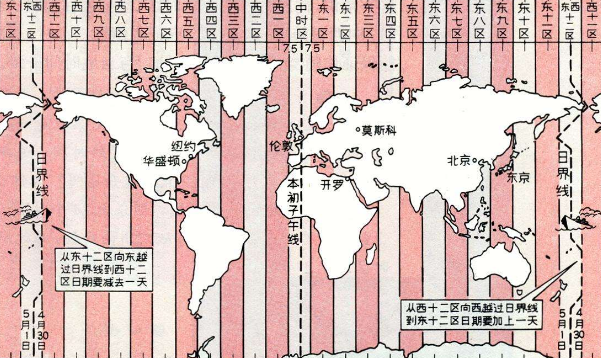 东十一区
东十二区
西十二区
西十一区
西十区
西九区
西八区
西七区
西六区
西五区
西四区
西三区
西二区
西一区
中时区
东一区
东二区
东三区
东四区
东五区
东六区
东七区
东八区
东九区
东十区
东十一区
东十二区
西十二区
西十一区
7.5 7.5
莫斯科
纽约
伦敦
华盛顿
北京
东京
开罗
日界线
本初子午线
日界线
从东十二区向东越
过日界线到西十二
区日期要减去一天
从西十二区向西越过日界线
到东十二区日期要加上一天
5月1日
4月30日
5月1日
4月30日